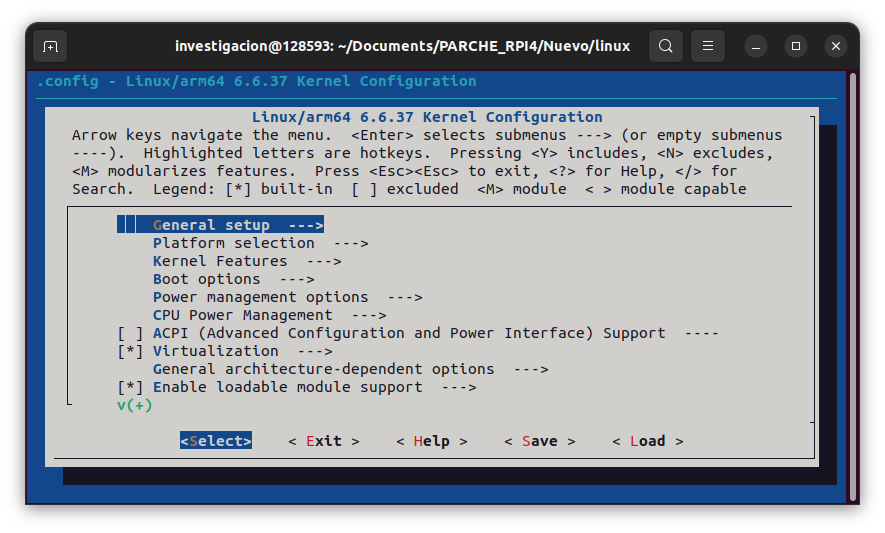 investigacion@128593: ~/Documents/PARCHE_RPI4/Nuevo/linux
.config - Linux/arm64 6.6.37 Kernel Configuration
Linux/arm64 6.6.37 Kernel Configuration
Arrow keys navigate the menu.  <Enter> selects submenus ---> (or empty submenus
----).  Highlighted letters are hotkeys.  Pressing <Y> includes, <N> excludes,
<M> modularizes features.  Press <Esc><Esc> to exit, <?> for Help, </> for
Search.  Legend: [*] built-in  [ ] excluded  <M> module  < > module capable
General setup  --->
Platform selection  --->
Kernel Features  --->
Boot options  --->
Power management options  --->
CPU Power Management  --->
[ ] ACPI (Advanced Configuration and Power Interface) Support  ----
[*] Virtualization  --->
General architecture-dependent options  --->
[*] Enable loadable module support  --->
v(+)
<Select>    < Exit >    < Help >    < Save >    < Load >